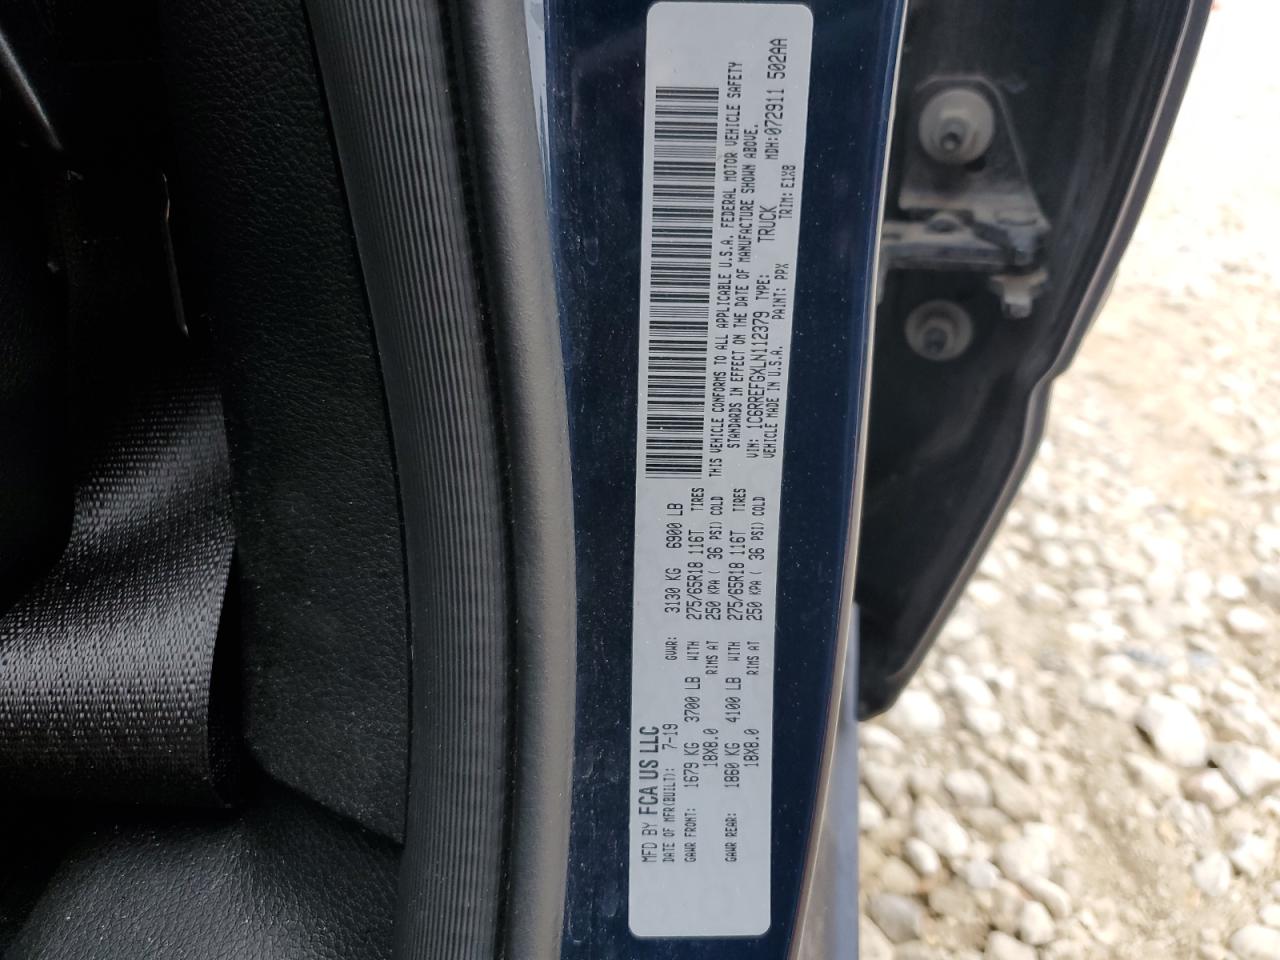 MFD BY FCA US LLC
DATE OF MFR(BUILT): 7-19 GVWR: 3130 KG 6900 LB
GAWR FRONT: 1679 KG 3700 LB WITH 275/65R18 116T TIRES
18X8.0 RIMS AT 250 KPA ( 36 PSI) COLD
GAWR REAR: 1860 KG 4100 LB WITH 275/65R18 116T TIRES
18X8.0 RIMS AT 250 KPA ( 36 PSI) COLD
THIS VEHICLE CONFORMS TO ALL APPLICABLE U.S.A. FEDERAL MOTOR VEHICLE SAFETY
STANDARDS IN EFFECT ON THE DATE OF MANUFACTURE SHOWN ABOVE.
VIN: 1C6RREFGXLN112379 TYPE: TRUCK MDH:072911 502AA
VEHICLE MADE IN U.S.A. PAINT: PPX TRIM: E1X8